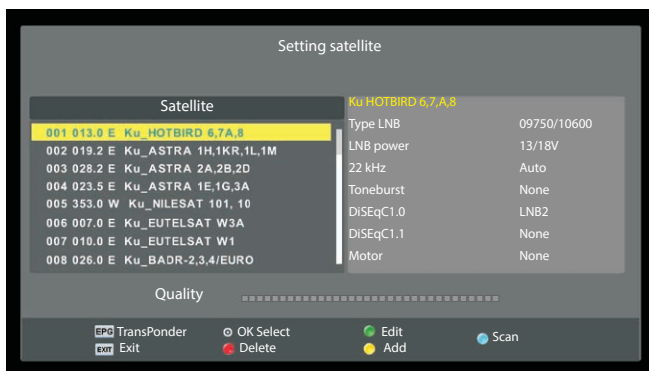 Setting satellite
Satellite
001 013.0 E Ku_HOTBIRD 6,7A,8
002 019.2 E Ku_ASTRA 1H,1KR,1L,1M
003 028.2 E Ku_ASTRA 2A,2B,2D
004 023.5 E Ku_ASTRA 1E,1G,3A
005 353.0 W Ku_NILESAT 101, 10
006 007.0 E Ku_EUTELSAT W3A
007 010.0 E Ku_EUTELSAT W1
008 026.0 E Ku_BADR-2,3,4/EURO
Ku HOTBIRD 6,7,A,8
Type LNB 09750/10600
LNB power 13/18V
22 kHz Auto
Toneburst None
DiSEqC1.0 LNB2
DiSEqC1.1 None
Motor None
Quality
EPG TransPonder OK Select Edit Scan
EXIT Exit Delete Add